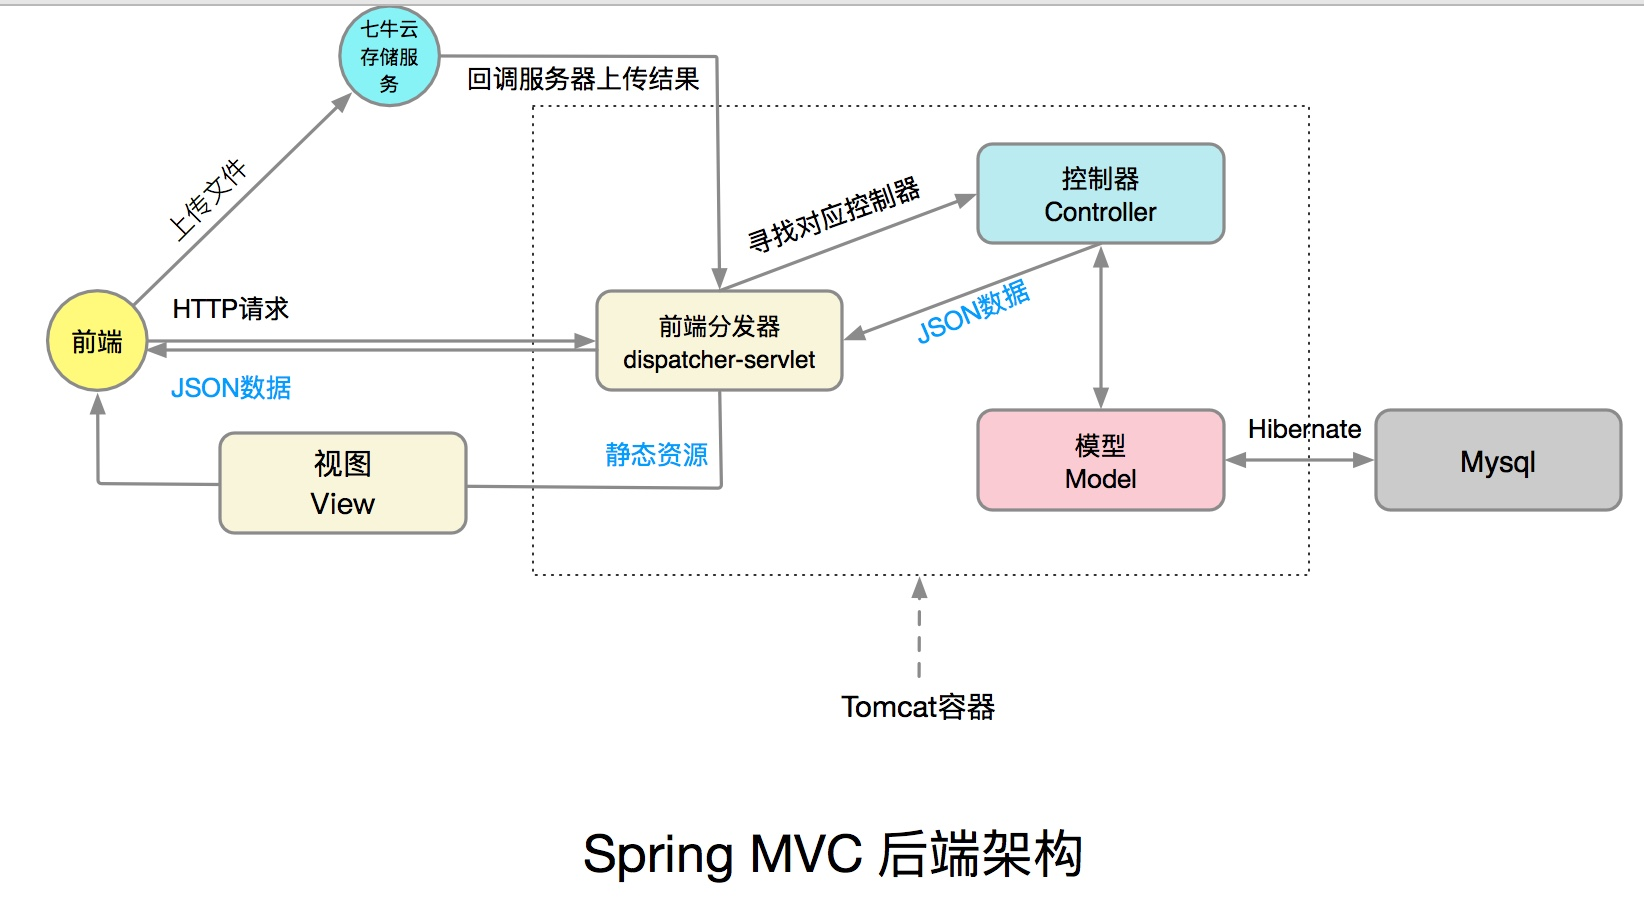 七牛云
存储服
务
回调服务器上传结果
上传文件
寻找对应控制器
控制器
Controller
HTTP请求
前端
JSON数据
前端分发器
dispatcher-servlet
JSON数据
静态资源
视图
View
模型
Model
Hibernate
Mysql
Tomcat容器
Spring MVC 后端架构